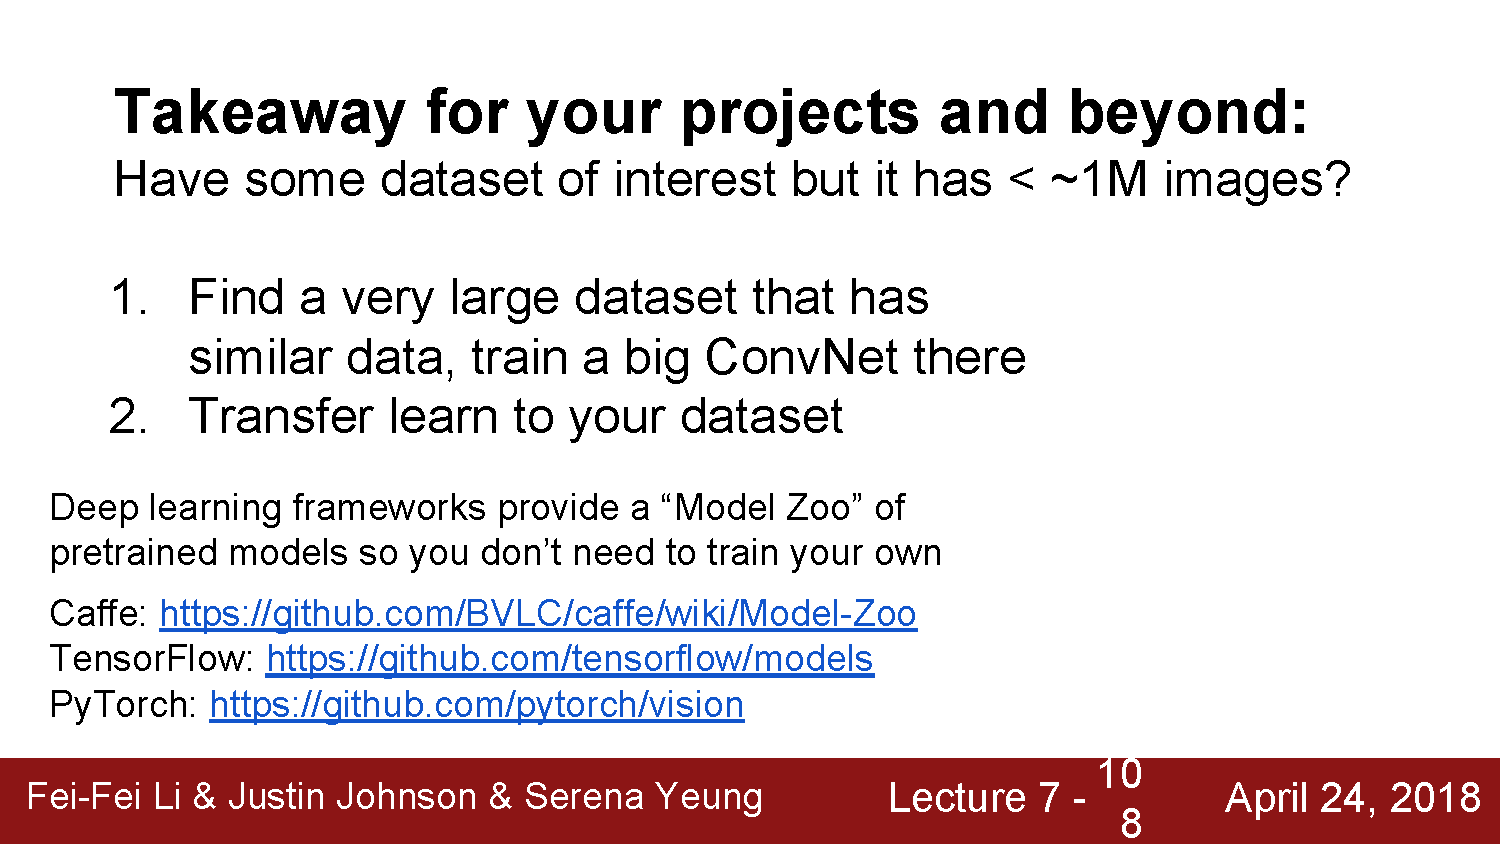 Takeaway for your projects and beyond:
Have some dataset of interest but it has < ~1M images?
1. Find a very large dataset that has
similar data, train a big ConvNet there
2. Transfer learn to your dataset
Deep learning frameworks provide a “Model Zoo” of
pretrained models so you don’t need to train your own
Caffe: https://github.com/BVLC/caffe/wiki/Model-Zoo
TensorFlow: https://github.com/tensorflow/models
PyTorch: https://github.com/pytorch/vision
Fei-Fei Li & Justin Johnson & Serena Yeung
Lecture 7 -
10
8
April 24, 2018